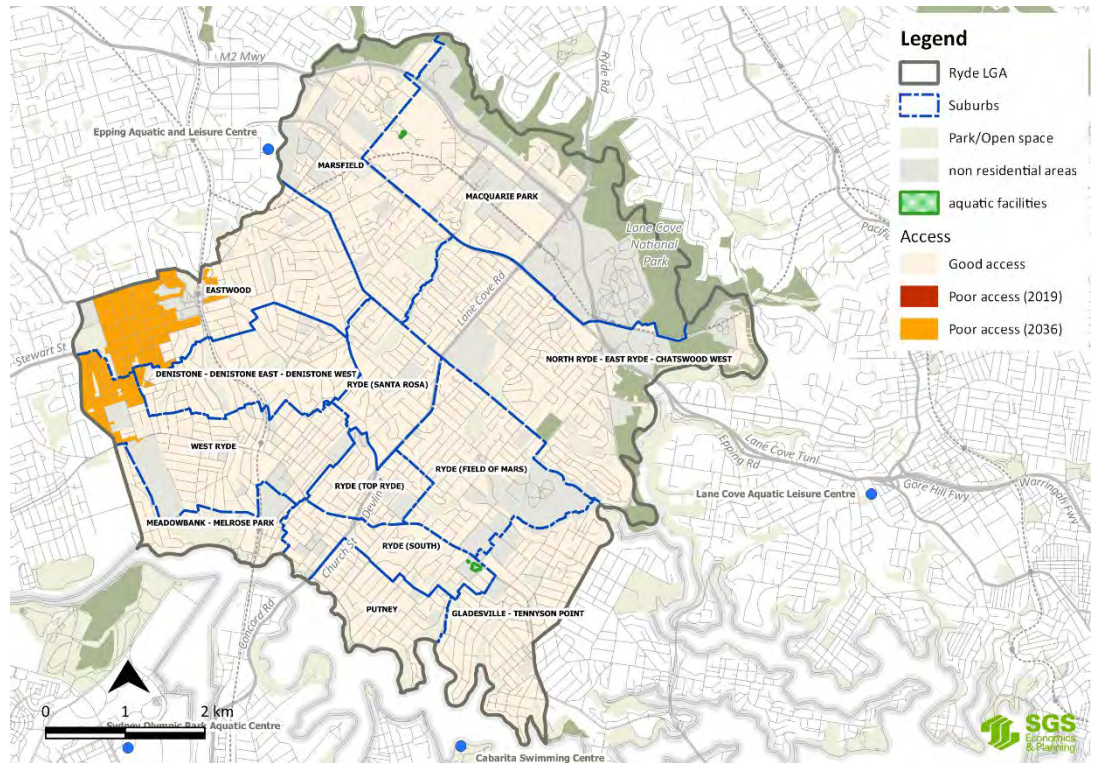 M2 Mwy
Ryde Rd
Epping Aquatic and Leisure Centre
MARSFIELD
MACQUARIE PARK
Lane Cove
National
Park
Lane Cove Rd
EASTWOOD
Stewart St
DENISTONE - DENISTONE EAST - DENISTONE WEST
RYDE (SANTA ROSA)
NORTH RYDE - EAST RYDE - CHATSWOOD WEST
WEST RYDE
RYDE (FIELD OF MARS)
RYDE (TOP RYDE)
Devlin
Epping Rd
Lane Cove Tunl
Gore Hill Fwy
Warringah Fwy
Lane Cove Aquatic Leisure Centre
MEADOWBANK - MELROSE PARK
Church St
RYDE (SOUTH)
PUTNEY
GLADESVILLE - TENNYSON POINT
Concord Rd
0 1 2 km
Sydney Olympic Park Aquatic Centre
Cabarita Swimming Centre
Legend
Ryde LGA
Suburbs
Park/Open space
non residential areas
aquatic facilities
Access
Good access
Poor access (2019)
Poor access (2036)
SGS
Economics
& Planning